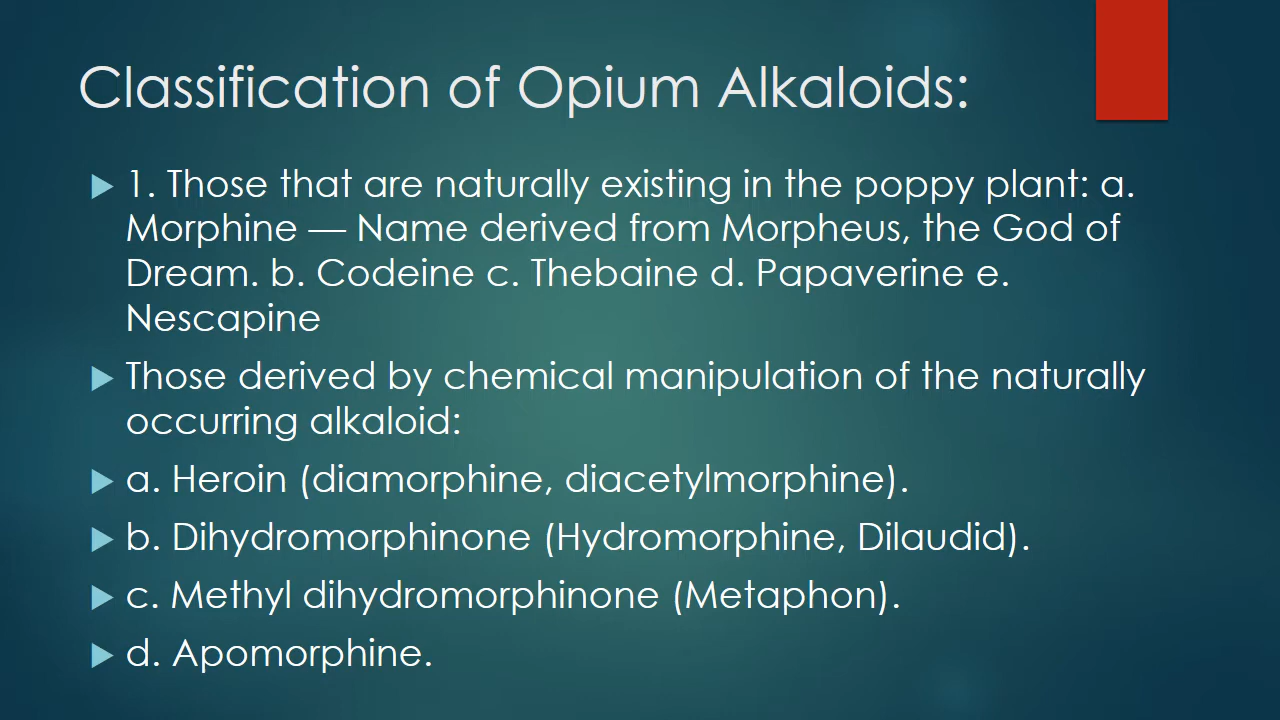 Classification of Opium Alkaloids:
1. Those that are naturally existing in the poppy plant: a.
Morphine — Name derived from Morpheus, the God of
Dream. b. Codeine c. Thebaine d. Papaverine e.
Nescapine
Those derived by chemical manipulation of the naturally
occurring alkaloid:
a. Heroin (diamorphine, diacetylmorphine).
b. Dihydromorphinone (Hydromorphine, Dilaudid).
c. Methyl dihydromorphinone (Metaphon).
d. Apomorphine.